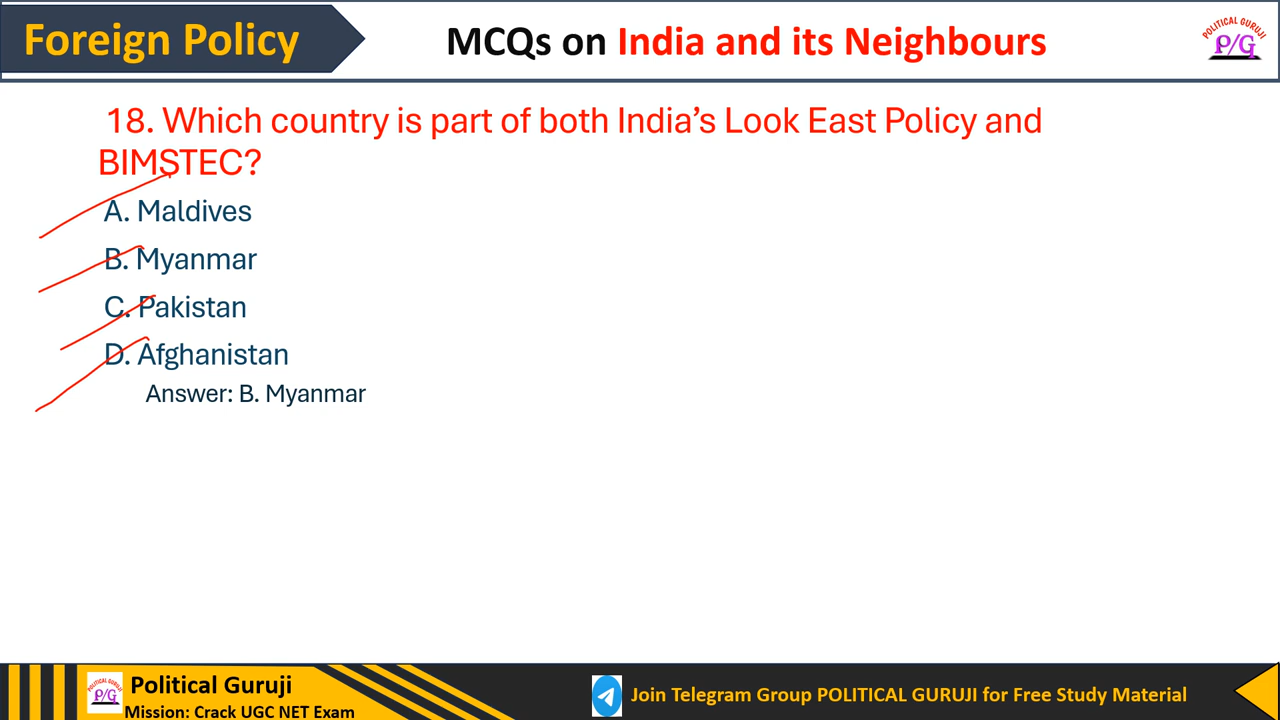 Foreign Policy
MCQs on India and its Neighbours
POLITICAL GURUJI
P/G
18. Which country is part of both India’s Look East Policy and
BIMSTEC?
A. Maldives
B. Myanmar
C. Pakistan
D. Afghanistan
Answer: B. Myanmar
POLITICAL GURUJI
P/G
Political Guruji
Mission: Crack UGC NET Exam
Join Telegram Group POLITICAL GURUJI for Free Study Material